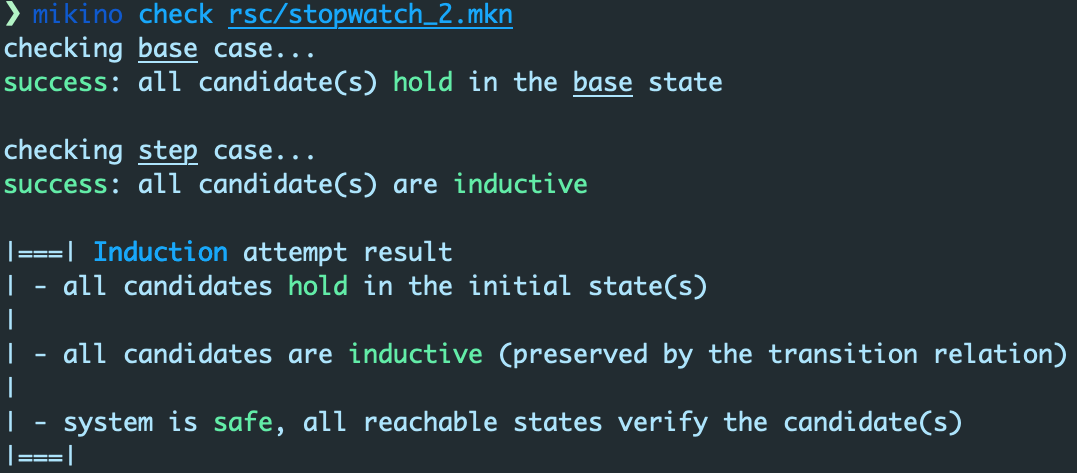 ❯ mikino check rsc/stopwatch_2.mkn
checking base case...
success: all candidate(s) hold in the base state
checking step case...
success: all candidate(s) are inductive
|===| Induction attempt result
| - all candidates hold in the initial state(s)
|
| - all candidates are inductive (preserved by the transition relation)
|
| - system is safe, all reachable states verify the candidate(s)
|===|